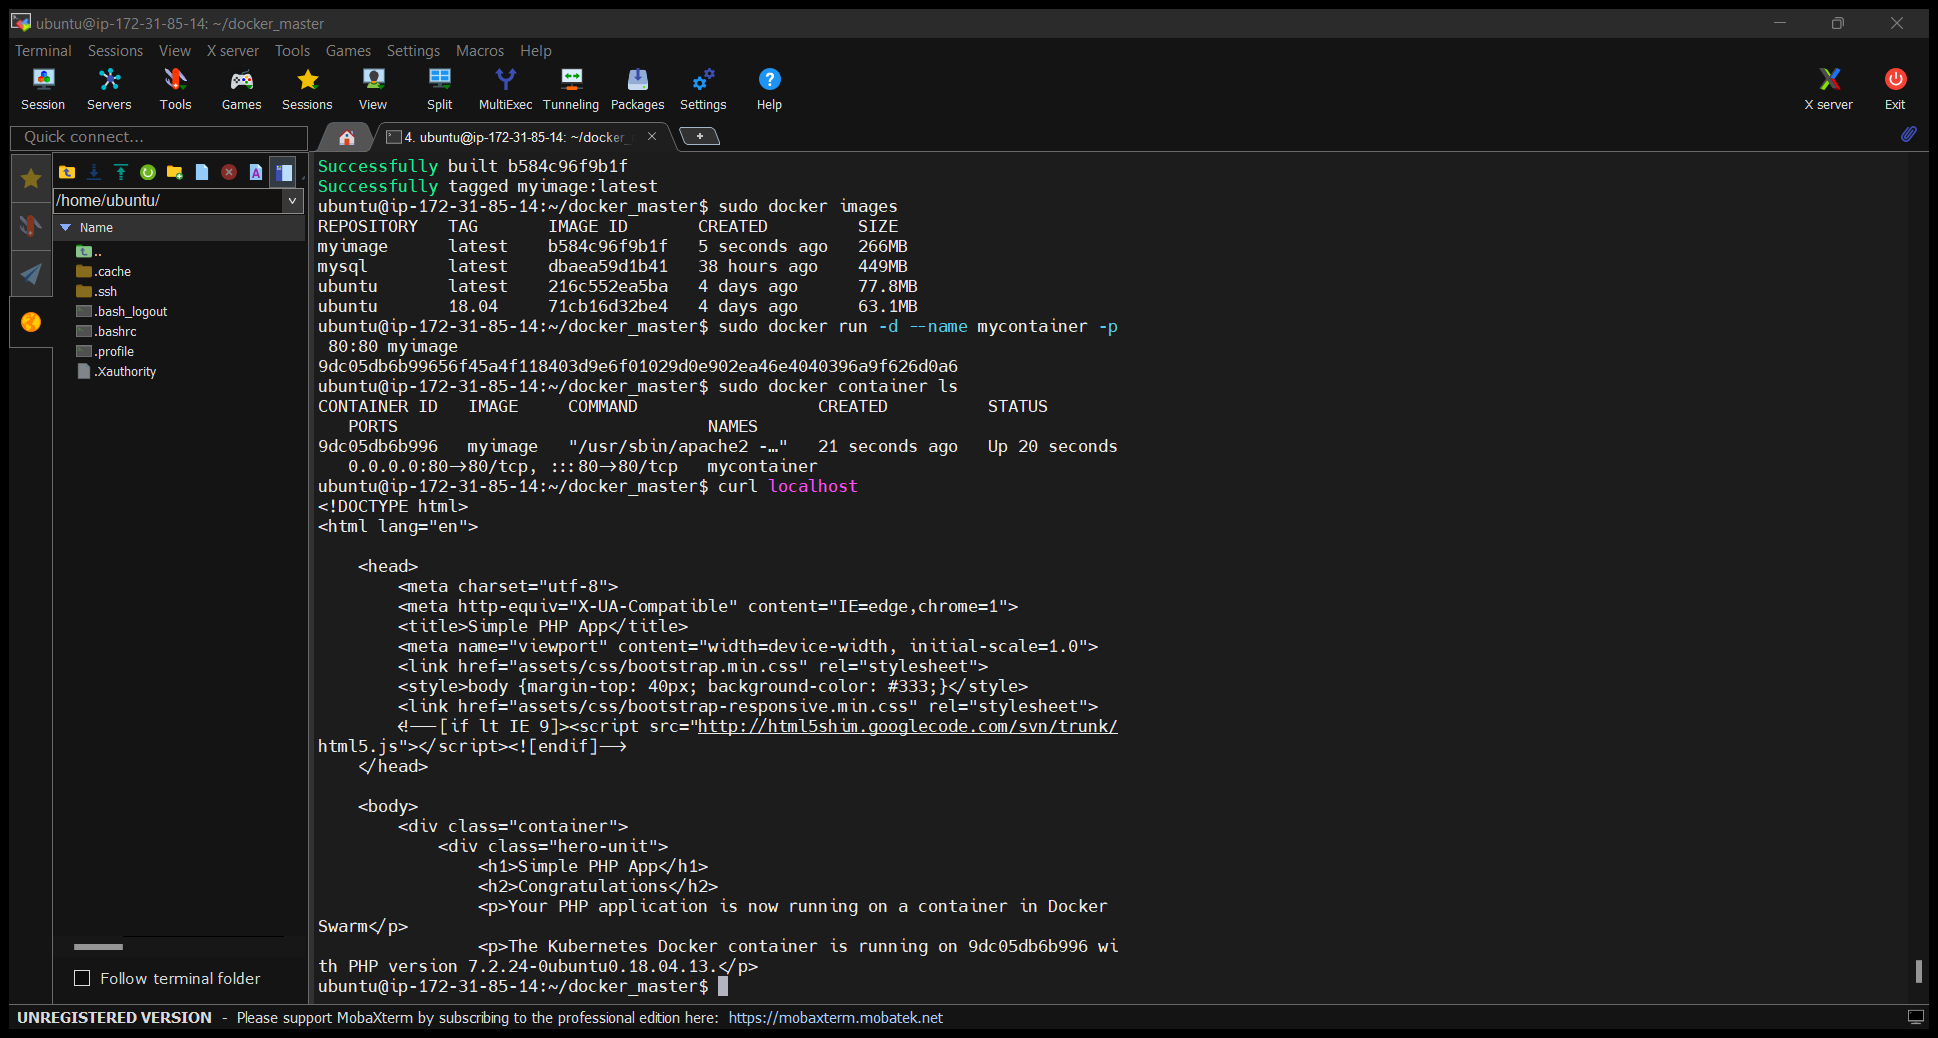 ubuntu@ip-172-31-85-14: ~/docker_master
Terminal Sessions View X server Tools Games Settings Macros Help
Session Servers Tools Games Sessions View Split MultiExec Tunneling Packages Settings Help X server Exit
Quick connect...
4. ubuntu@ip-172-31-85-14: ~/docker_
/home/ubuntu/
Name
..
.cache
.ssh
.bash_logout
.bashrc
.profile
.Xauthority
Follow terminal folder
Successfully built b584c96f9b1f
Successfully tagged myimage:latest
ubuntu@ip-172-31-85-14:~/docker_master$ sudo docker images
REPOSITORY   TAG       IMAGE ID       CREATED         SIZE
myimage      latest    b584c96f9b1f   5 seconds ago   266MB
mysql        latest    dbaea59d1b41   38 hours ago    449MB
ubuntu       latest    216c552ea5ba   4 days ago      77.8MB
ubuntu       18.04     71cb16d32be4   4 days ago      63.1MB
ubuntu@ip-172-31-85-14:~/docker_master$ sudo docker run -d --name mycontainer -p
 80:80 myimage
9dc05db6b99656f45a4f118403d9e6f01029d0e902ea46e4040396a9f626d0a6
ubuntu@ip-172-31-85-14:~/docker_master$ sudo docker container ls
CONTAINER ID   IMAGE     COMMAND                  CREATED          STATUS
   PORTS                               NAMES
9dc05db6b996   myimage   "/usr/sbin/apache2 -…"   21 seconds ago   Up 20 seconds
   0.0.0.0:80->80/tcp, :::80->80/tcp   mycontainer
ubuntu@ip-172-31-85-14:~/docker_master$ curl localhost
<!DOCTYPE html>
<html lang="en">
    <head>
        <meta charset="utf-8">
        <meta http-equiv="X-UA-Compatible" content="IE=edge,chrome=1">
        <title>Simple PHP App</title>
        <meta name="viewport" content="width=device-width, initial-scale=1.0">
        <link href="assets/css/bootstrap.min.css" rel="stylesheet">
        <style>body {margin-top: 40px; background-color: #333;}</style>
        <link href="assets/css/bootstrap-responsive.min.css" rel="stylesheet">
        <!--[if lt IE 9]><script src="http://html5shim.googlecode.com/svn/trunk/
html5.js"></script><![endif]-->
    </head>
    <body>
        <div class="container">
            <div class="hero-unit">
                <h1>Simple PHP App</h1>
                <h2>Congratulations</h2>
                <p>Your PHP application is now running on a container in Docker
Swarm</p>
                <p>The Kubernetes Docker container is running on 9dc05db6b996 wi
th PHP version 7.2.24-0ubuntu0.18.04.13.</p>
ubuntu@ip-172-31-85-14:~/docker_master$
UNREGISTERED VERSION - Please support MobaXterm by subscribing to the professional edition here: https://mobaxterm.mobatek.net